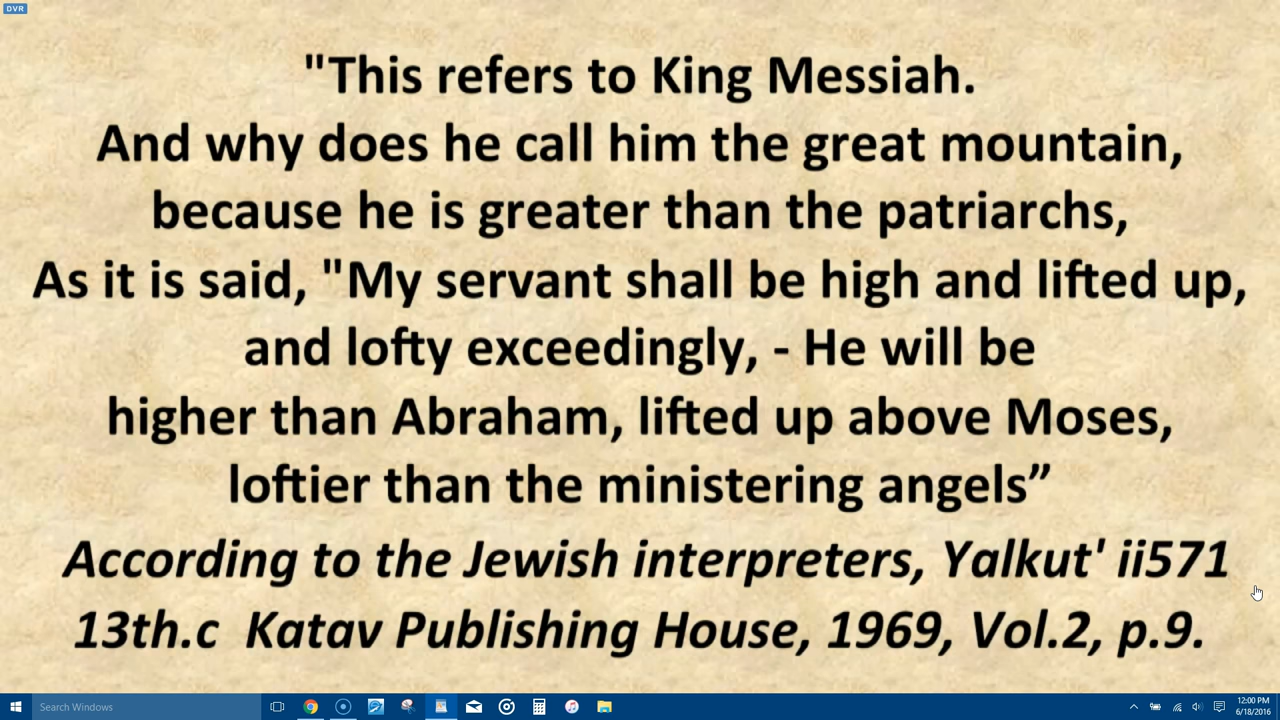 DVR
"This refers to King Messiah.
And why does he call him the great mountain,
because he is greater than the patriarchs,
As it is said, "My servant shall be high and lifted up,
and lofty exceedingly, - He will be
higher than Abraham, lifted up above Moses,
loftier than the ministering angels”
According to the Jewish interpreters, Yalkut' ii571
13th.c Katav Publishing House, 1969, Vol.2, p.9.
Search Windows
12:00 PM
6/18/2016